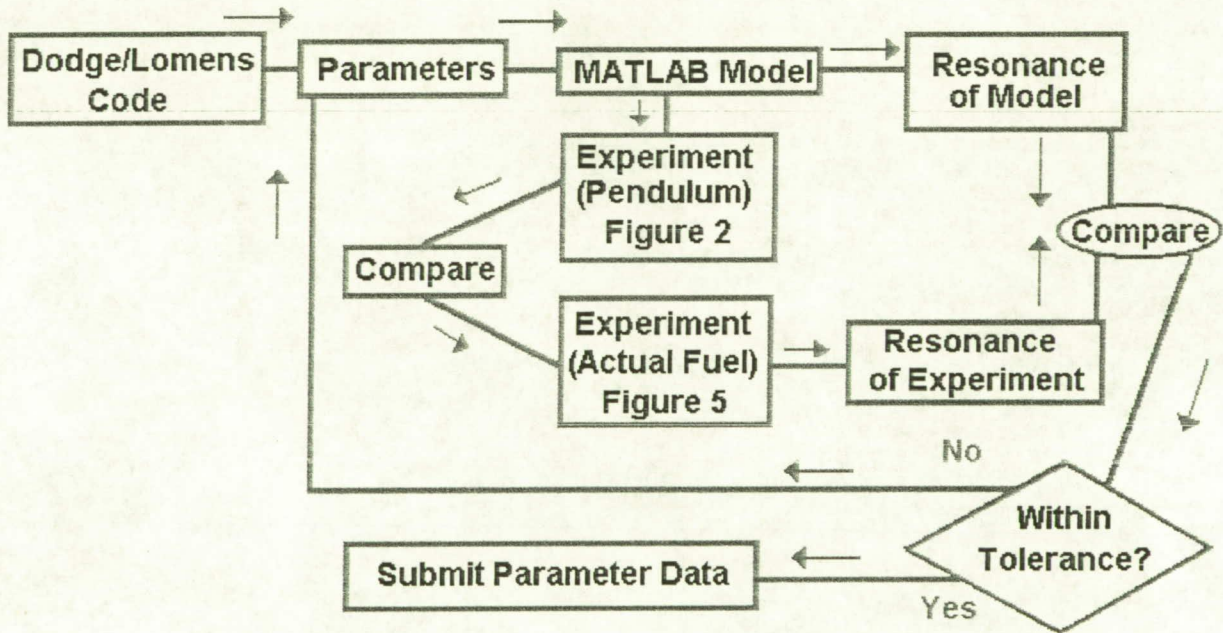 Dodge/Lomens
Code
Parameters
MATLAB Model
Resonance
of Model
Experiment
(Pendulum)
Figure 2
Compare
Compare
Experiment
(Actual Fuel)
Figure 5
Resonance
of Experiment
No
Within
Tolerance?
Submit Parameter Data
Yes